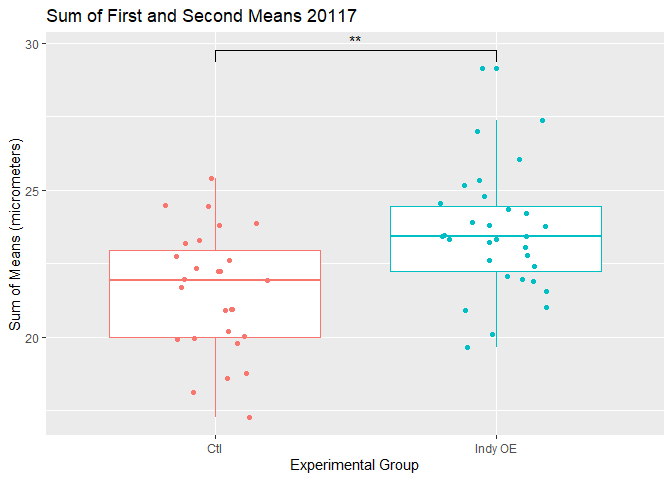 Sum of First and Second Means 20117
**
30
25
20
Sum of Means (micrometers)
Ctl
Indy OE
Experimental Group